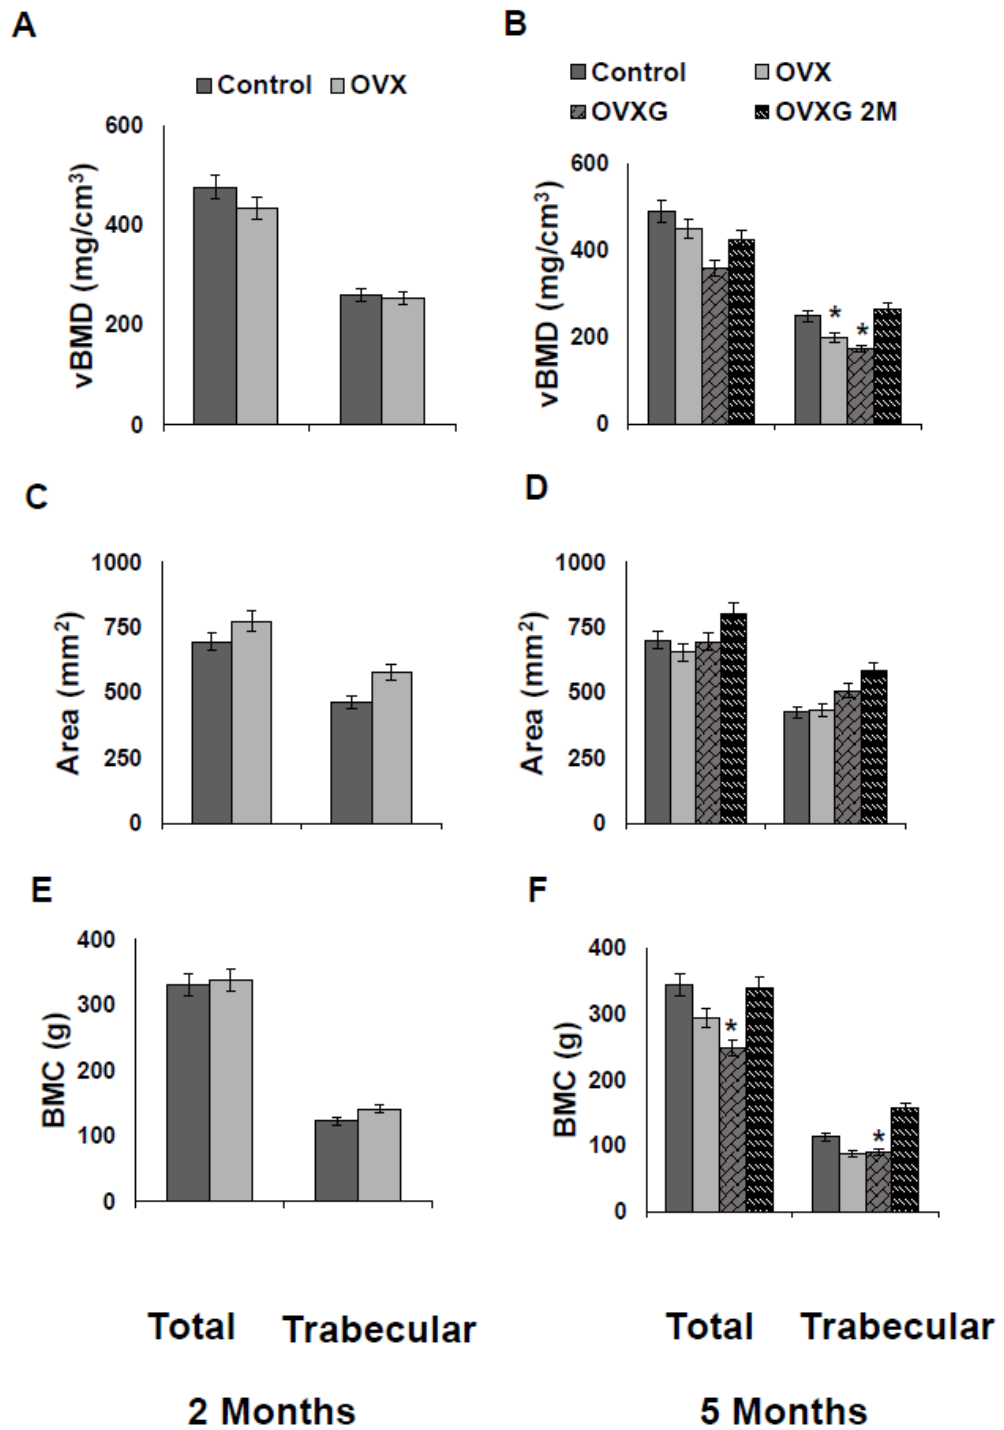 A
Control OVX
600
400
200
0
vBMD (mg/cm³)
B
Control OVX
OVXG OVXG 2M
600
400
200
0
vBMD (mg/cm³)
* *
C
1000
750
500
250
0
Area (mm²)
D
1000
750
500
250
0
Area (mm²)
E
400
300
200
100
0
BMC (g)
F
400
300
200
100
0
BMC (g)
* *
Total Trabecular
2 Months
Total Trabecular
5 Months